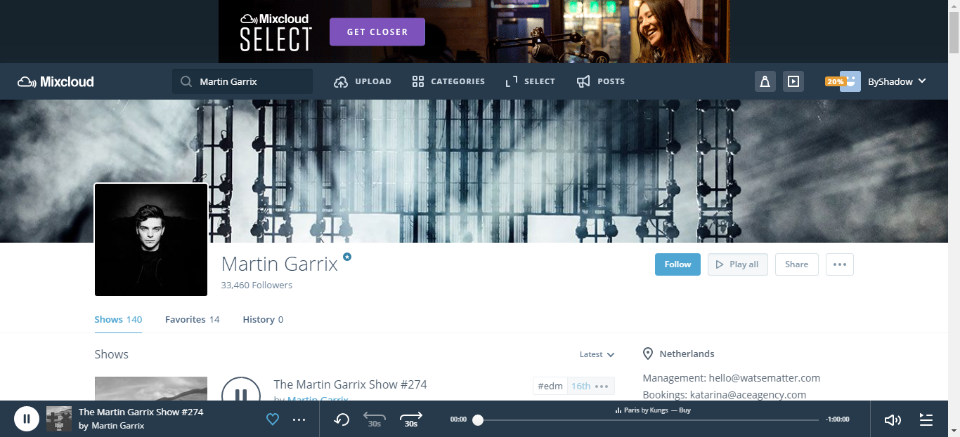 Mixcloud
SELECT
GET CLOSER
Mixcloud
Martin Garrix
UPLOAD
CATEGORIES
SELECT
POSTS
20%
ByShadow
Martin Garrix
33,460 Followers
Follow
Play all
Share
Shows 140
Favorites 14
History 0
Shows
Latest
Netherlands
The Martin Garrix Show #274
#edm
16th
by Martin Garrix
Management: hello@watsematter.com
Bookings: katarina@aceagency.com
The Martin Garrix Show #274
by Martin Garrix
30s
30s
00:00
Paris by Kungs — Buy
-1:00:00